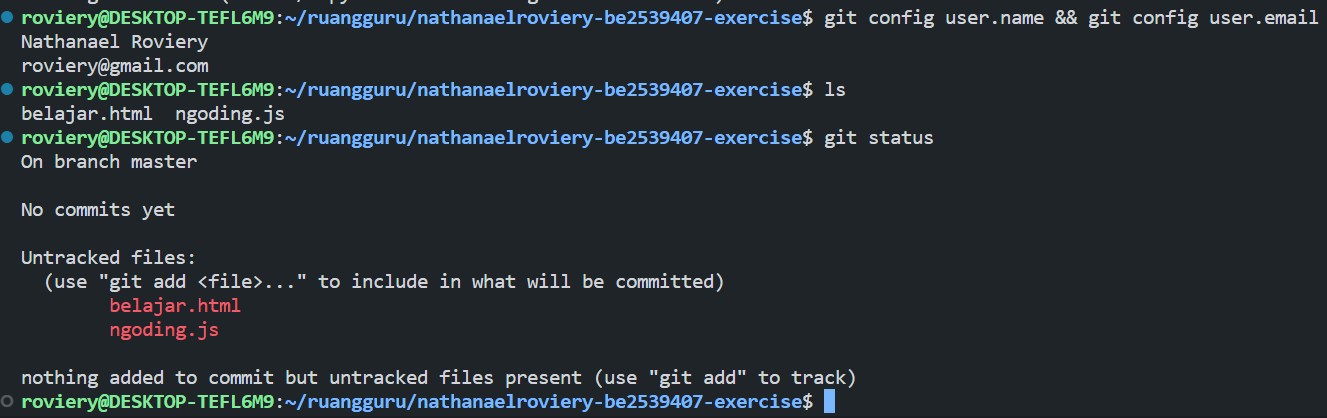 roviery@DESKTOP-TEFL6M9:~/ruangguru/nathanaelroviery-be2539407-exercise$ git config user.name && git config user.email
Nathanael Roviery
roviery@gmail.com
roviery@DESKTOP-TEFL6M9:~/ruangguru/nathanaelroviery-be2539407-exercise$ ls
belajar.html  ngoding.js
roviery@DESKTOP-TEFL6M9:~/ruangguru/nathanaelroviery-be2539407-exercise$ git status
On branch master

No commits yet

Untracked files:
  (use "git add <file>..." to include in what will be committed)
        belajar.html
        ngoding.js

nothing added to commit but untracked files present (use "git add" to track)
roviery@DESKTOP-TEFL6M9:~/ruangguru/nathanaelroviery-be2539407-exercise$